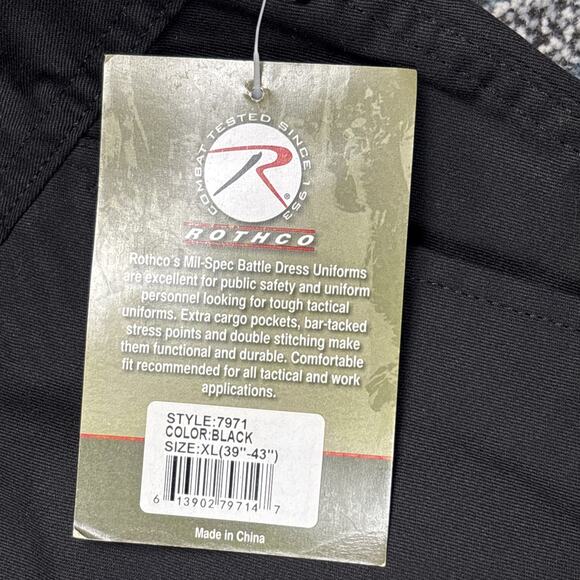 COMBAT TESTED SINCE 1953
R®
ROTHCO
Rothco's Mil-Spec Battle Dress Uniforms
are excellent for public safety and uniform
personnel looking for tough tactical
uniforms. Extra cargo pockets, bar-tacked
stress points and double stitching make
them functional and durable. Comfortable
fit recommended for all tactical and work
applications.
STYLE:7971
COLOR:BLACK
SIZE:XL(39"-43")
6 13902 79714 7
Made in China